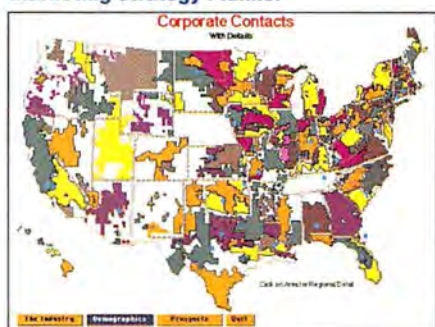 Marketing Strategy Planner
Corporate Contacts
With Details
Click on Area for Regional Detail
The Industry Demographics Prospects Quit